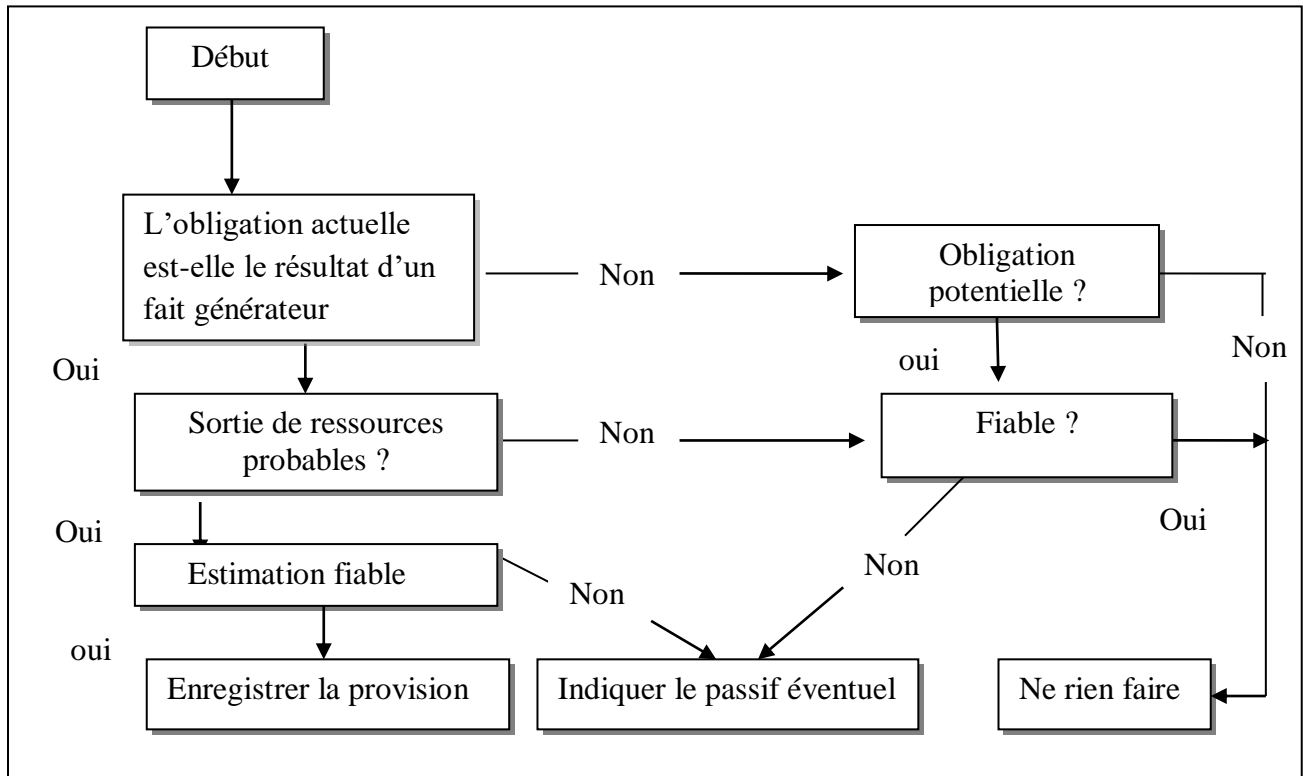 Début
L’obligation actuelle
est-elle le résultat d’un
fait générateur
Non
Obligation
potentielle ?
Non
Oui
oui
Sortie de ressources
probables ?
Non
Fiable ?
Oui
Oui
Estimation fiable
Non
Non
oui
Enregistrer la provision
Indiquer le passif éventuel
Ne rien faire